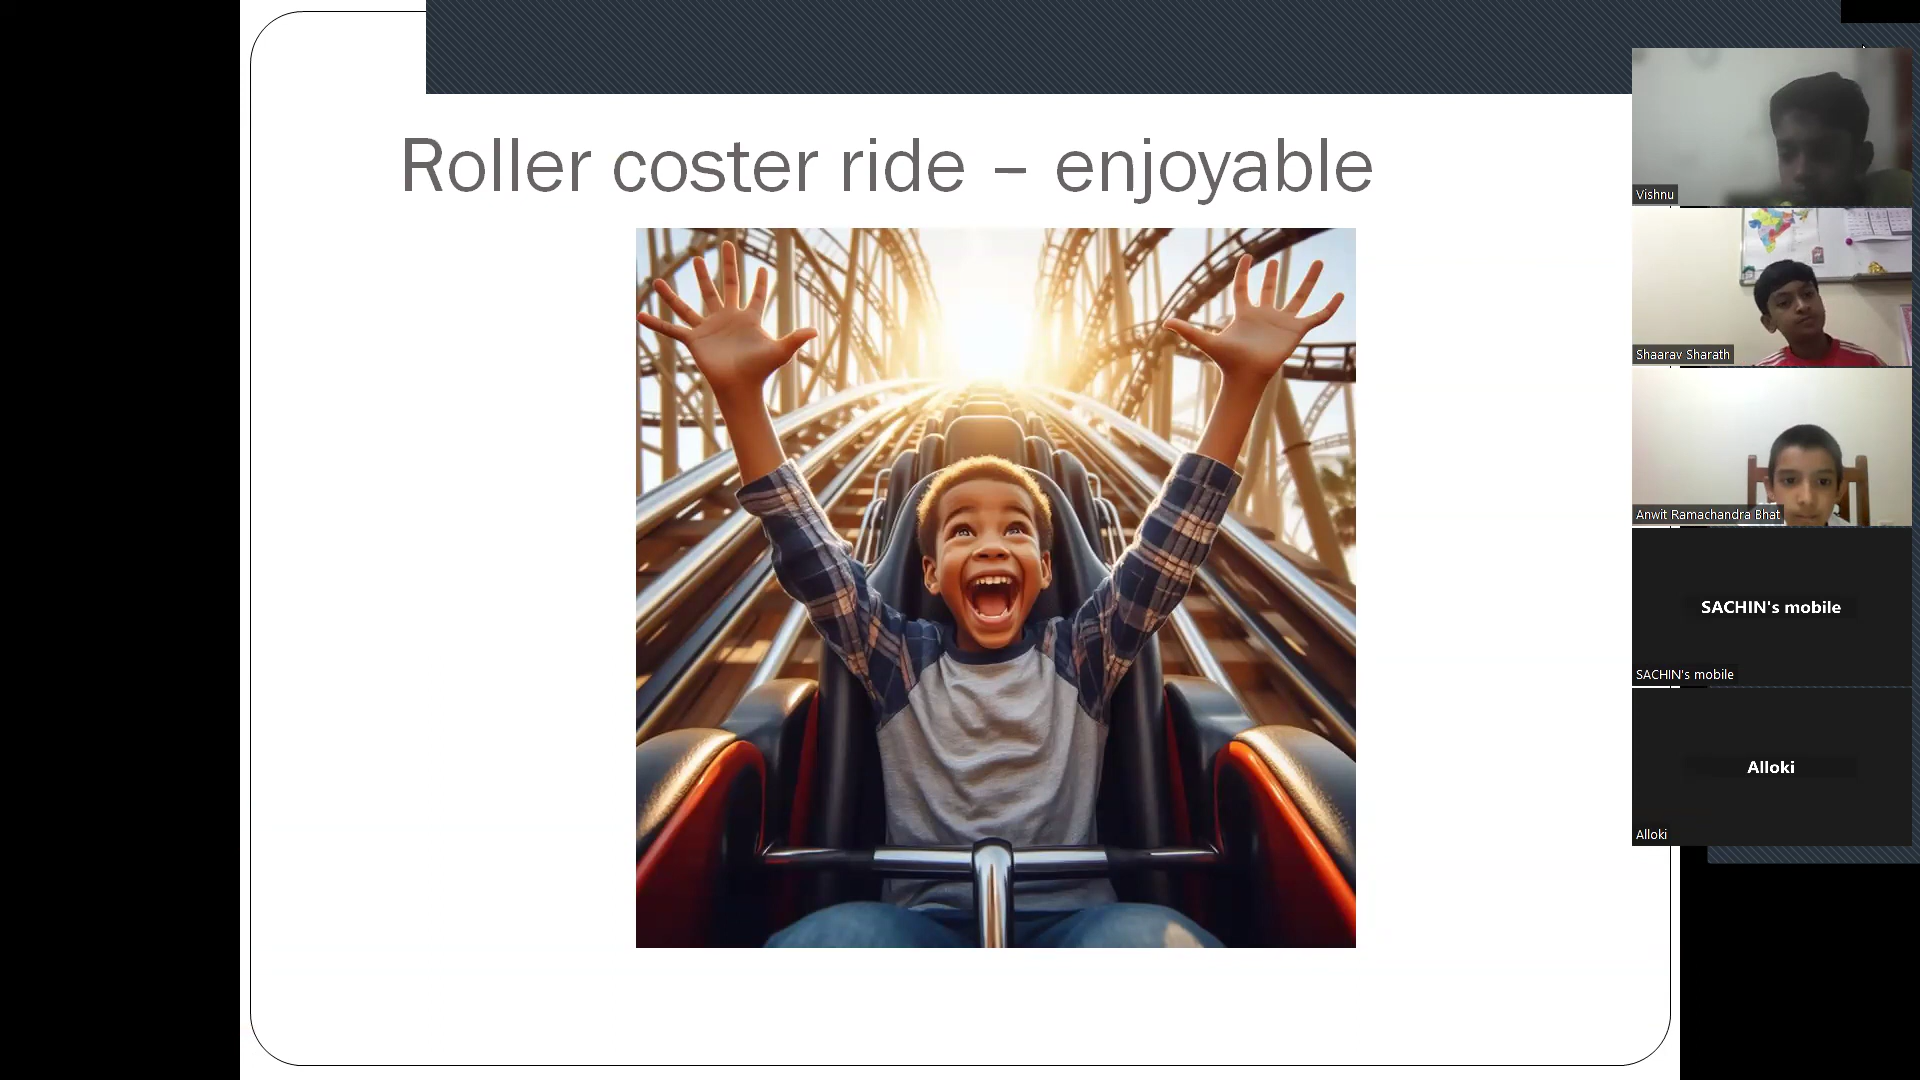 Roller coster ride – enjoyable
Vishnu
Shaarav Sharath
Anwit Ramachandra Bhat
SACHIN's mobile
SACHIN's mobile
Alloki
Alloki